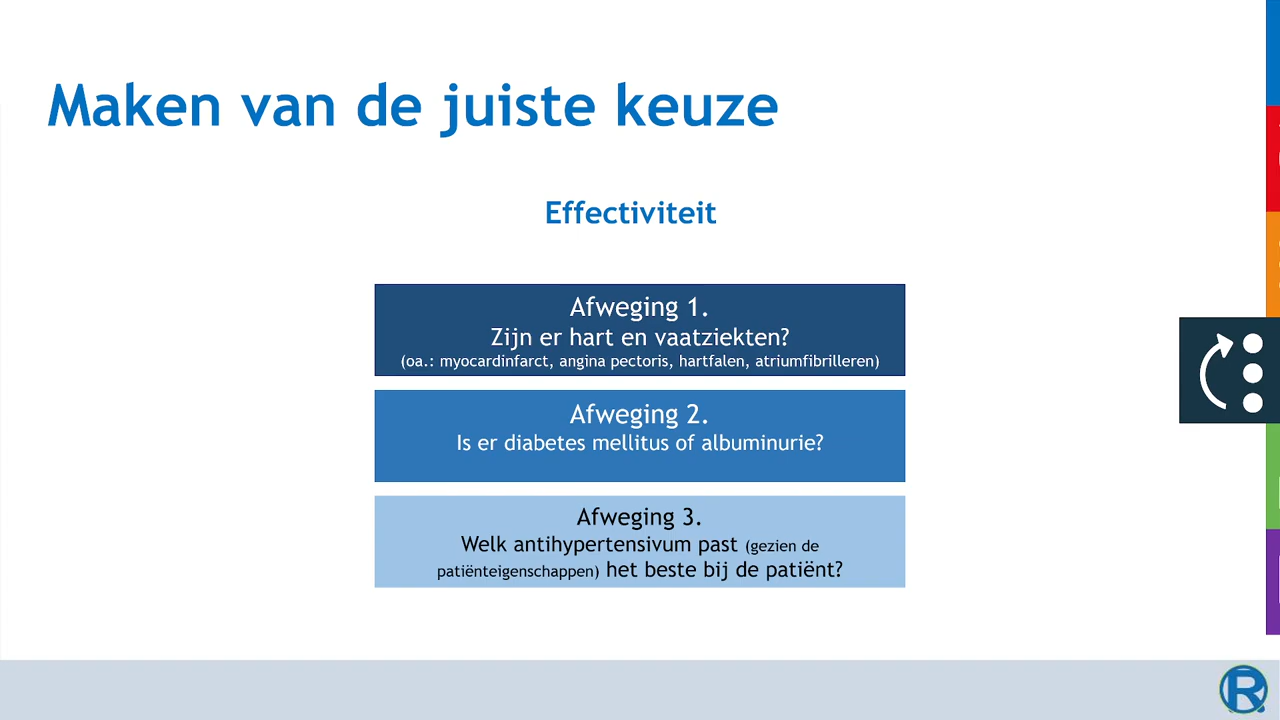 Maken van de juiste keuze
Effectiviteit
Afweging 1.
Zijn er hart en vaatziekten?
(oa.: myocardinfarct, angina pectoris, hartfalen, atriumfibrilleren)
Afweging 2.
Is er diabetes mellitus of albuminurie?
Afweging 3.
Welk antihypertensivum past (gezien de
patiënteigenschappen) het beste bij de patiënt?
R